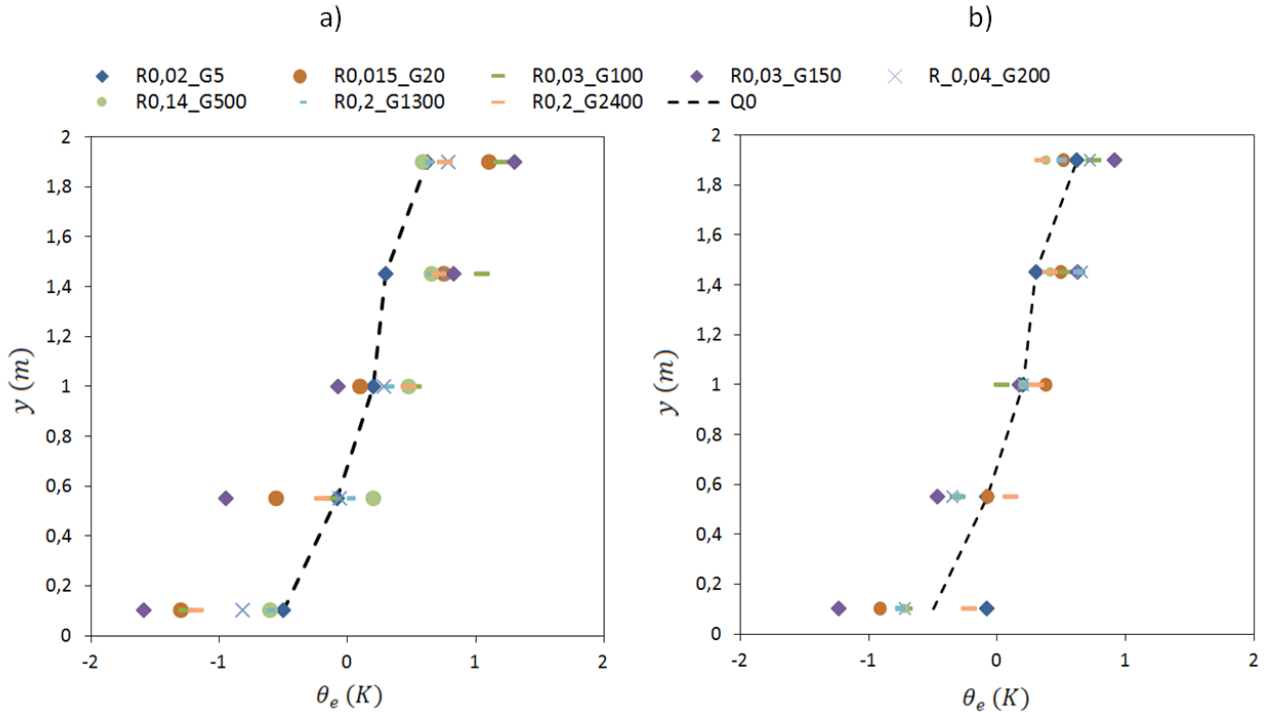 a) b)
R0,02_G5 R0,015_G20 R0,03_G100 R0,03_G150 R_0,04_G200
R0,14_G500 R0,2_G1300 R0,2_G2400 Q0
2 2
1,8 1,8
1,6 1,6
1,4 1,4
1,2 1,2
y (m) 1 y (m) 1
0,8 0,8
0,6 0,6
0,4 0,4
0,2 0,2
0 0
-2 -1 0 1 2 -2 -1 0 1 2
θe (K) θe (K)